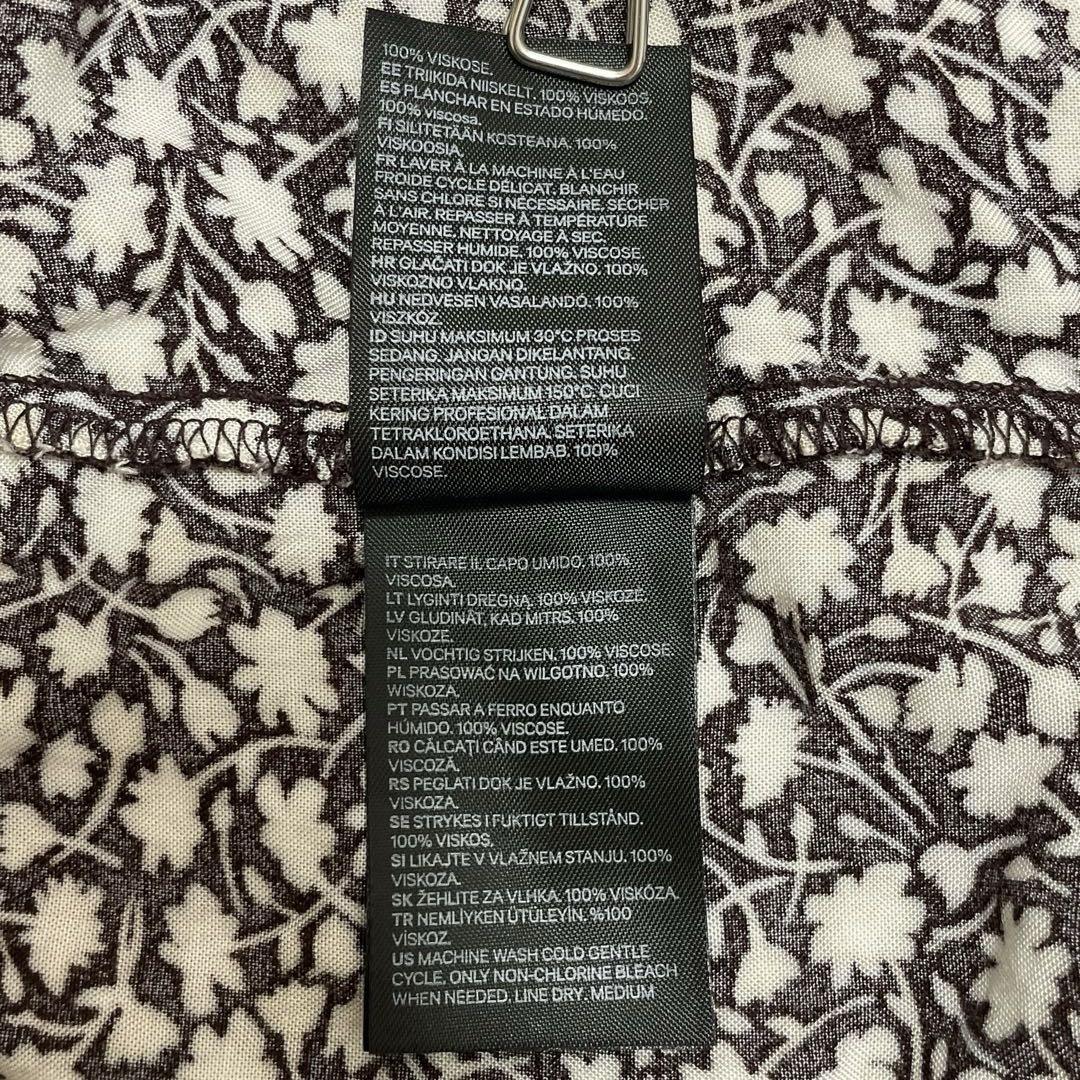 100% VISKOSE.
EE TRIIKIDA NIISKELT. 100% VISKOOS.
ES PLANCHAR EN ESTADO HÚMEDO.
100% viscosa.
FI SILITETÄÄN KOSTEANA. 100%
VISKOOSIA.
FR LAVER À LA MACHINE À L'EAU
FROIDE CYCLE DÉLICAT. BLANCHIR
SANS CHLORE SI NÉCESSAIRE. SÉCHER
À L'AIR. REPASSER À TEMPÉRATURE
MOYENNE. NETTOYAGE À SEC.
REPASSER HUMIDE. 100% VISCOSE.
HR GLAČATI DOK JE VLAŽNO. 100%
VISKOZNO VLAKNO.
HU NEDVESEN VASALANDÓ. 100%
VISZKÓZ.
ID SUHU MAKSIMUM 30°C PROSES
SEDANG. JANGAN DIKELANTANG.
PENGERINGAN GANTUNG. SUHU
SETERIKA MAKSIMUM 150°C. CUCI
KERING PROFESIONAL DALAM
TETRAKLOROETHANA. SETERIKA
DALAM KONDISI LEMBAB. 100%
VISCOSE.
IT STIRARE IL CAPO UMIDO. 100%
VISCOSA.
LT LYGINTI DRĖGNĄ. 100% VISKOZĖ.
LV GLUDINĀT, KAD MITRS. 100%
VISKOZE.
NL VOCHTIG STRIJKEN. 100% VISCOSE.
PL PRASOWAĆ NA WILGOTNO. 100%
WISKOZA.
PT PASSAR A FERRO ENQUANTO
HÚMIDO. 100% VISCOSE.
RO CĂLCAȚI CÂND ESTE UMED. 100%
VISCOZĂ.
RS PEGLATI DOK JE VLAŽNO. 100%
VISKOZA.
SE STRYKES I FUKTIGT TILLSTÅND.
100% VISKOS.
SI LIKAJTE V VLAŽNEM STANJU. 100%
VISKOZA.
SK ŽEHLITE ZA VLHKA. 100% VISKÓZA.
TR NEMLİYKEN ÜTÜLEYİN. %100
VİSKOZ.
US MACHINE WASH COLD GENTLE
CYCLE. ONLY NON-CHLORINE BLEACH
WHEN NEEDED. LINE DRY. MEDIUM